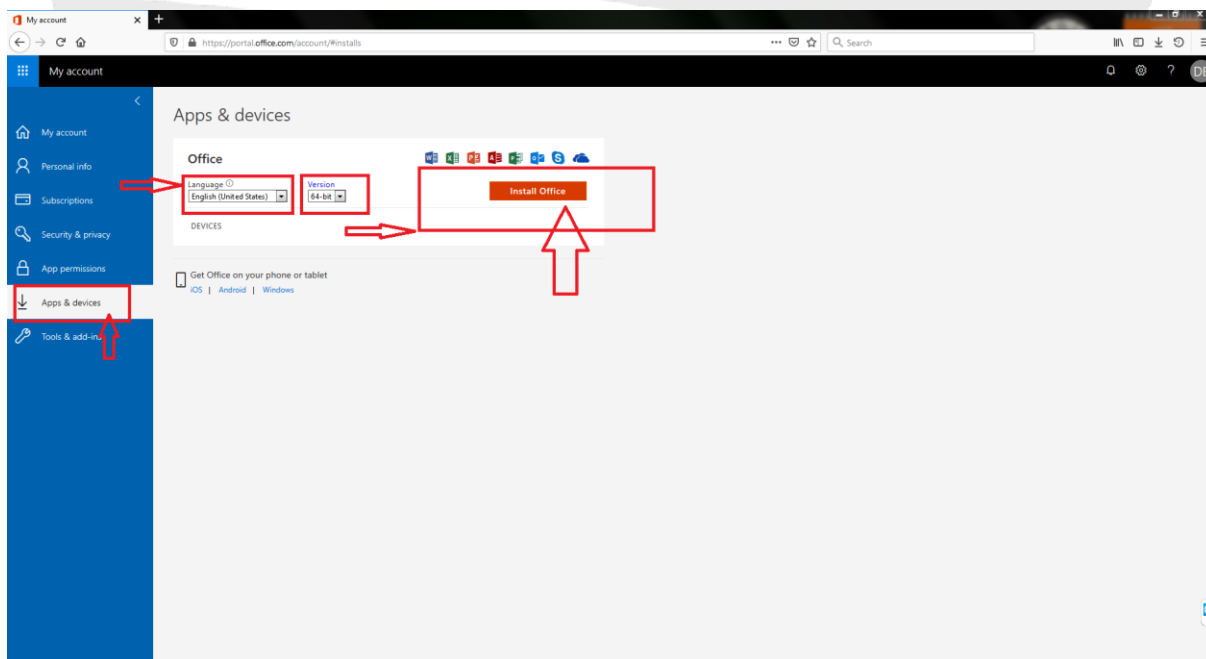 My account
https://portal.office.com/account/#installs
Search
My account
DE
My account
Personal info
Subscriptions
Security & privacy
App permissions
Apps & devices
Tools & add-ins
Apps & devices
Office
Language
Version
English (United States)
64-bit
Install Office
DEVICES
Get Office on your phone or tablet
iOS | Android | Windows